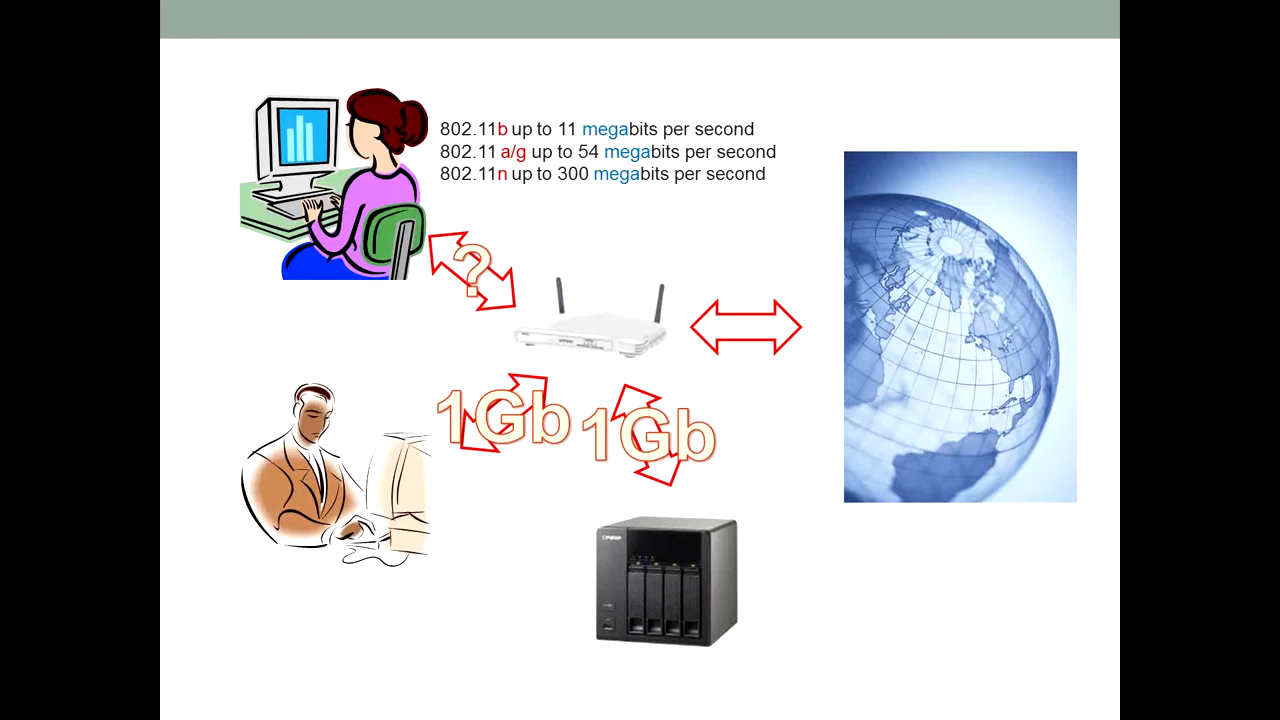 802.11b up to 11 megabits per second
802.11 a/g up to 54 megabits per second
802.11n up to 300 megabits per second
?
1Gb
1Gb